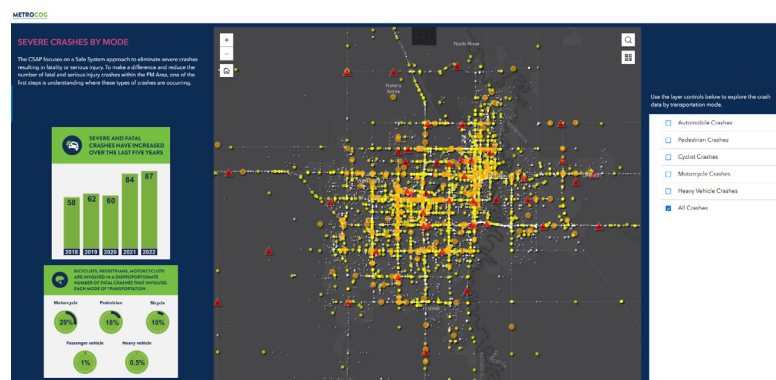 METROCOG
SEVERE CRASHES BY MODE
The CSAP focuses on a Safe System approach to eliminate severe crashes
resulting in fatality or serious injury. To make a difference and reduce the
number of fatal and serious injury crashes within the FM Area, one of the
first steps is understanding where these types of crashes are occurring.
SEVERE AND FATAL
CRASHES HAVE INCREASED
OVER THE LAST FIVE YEARS
58
62
60
84
87
2018
2019
2020
2021
2022
BICYCLISTS, PEDESTRIANS, MOTORCYCLISTS
ARE INVOLVED IN A DISPROPORTIONATE
NUMBER OF FATAL CRASHES THAT INVOLVED
EACH MODE OF TRANSPORTATION
Motorcycle
Pedestrian
Bicycle
29%
18%
10%
Passenger vehicle
Heavy vehicle
1%
0.5%
+
−
North River
Reile's
Acres
Frontier
Use the layer controls below to explore the crash
data by transportation mode.
Automobile Crashes
Pedestrian Crashes
Cyclist Crashes
Motorcycle Crashes
Heavy Vehicle Crashes
All Crashes